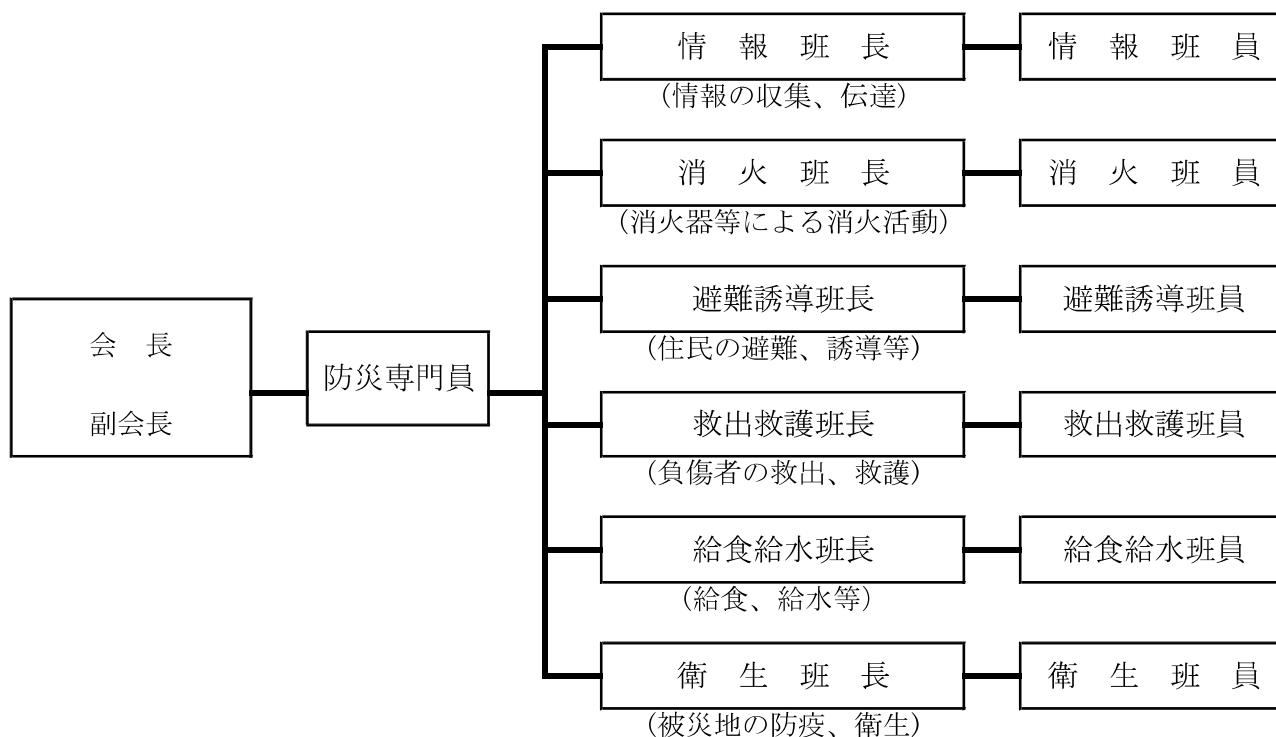 会　長
副会長
防災専門員
情　報　班　長
(情報の収集、伝達)
情　報　班　員
消　火　班　長
(消火器等による消火活動)
消　火　班　員
避難誘導班長
(住民の避難、誘導等)
避難誘導班員
救出救護班長
(負傷者の救出、救護)
救出救護班員
給食給水班長
(給食、給水等)
給食給水班員
衛　生　班　長
(被災地の防疫、衛生)
衛　生　班　員